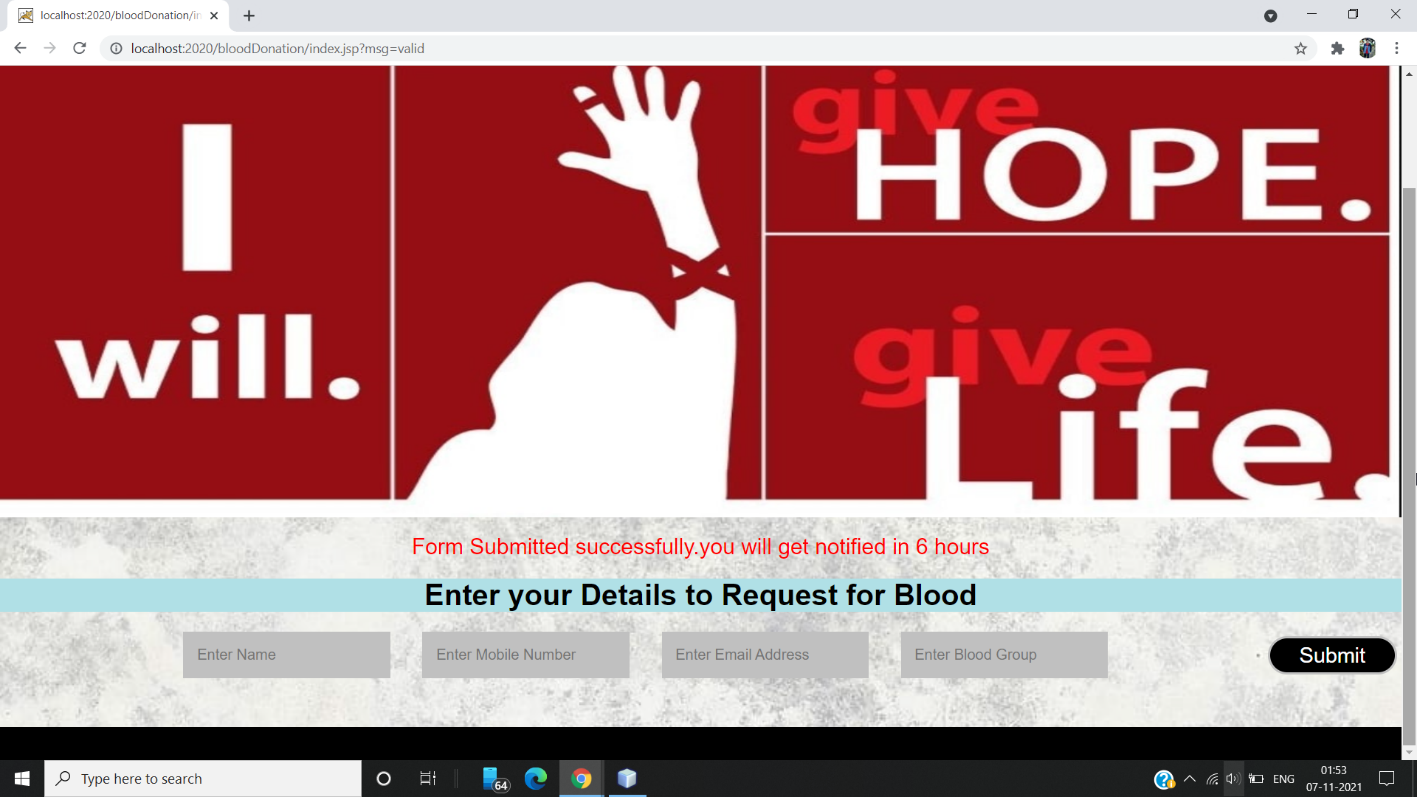 localhost:2020/bloodDonation/in
localhost:2020/bloodDonation/index.jsp?msg=valid
I
will.
give
HOPE.
give
Life.
Form Submitted successfully.you will get notified in 6 hours
Enter your Details to Request for Blood
Enter Name
Enter Mobile Number
Enter Email Address
Enter Blood Group
Submit
Type here to search
64
ENG
01:53
07-11-2021